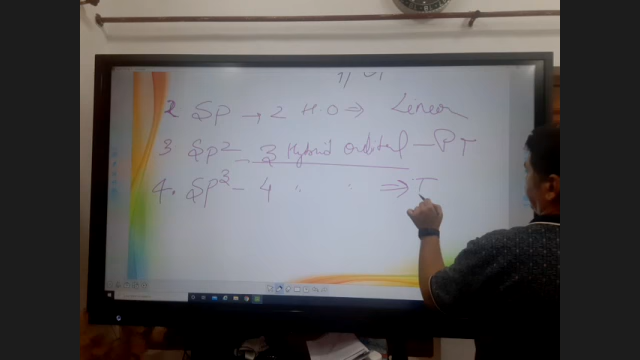 2 Sp → 2 H.O ⇒ Linear
3 Sp2 - 3 Hybrid orbital - PT
4. Sp3 - 4 " " ⇒ T